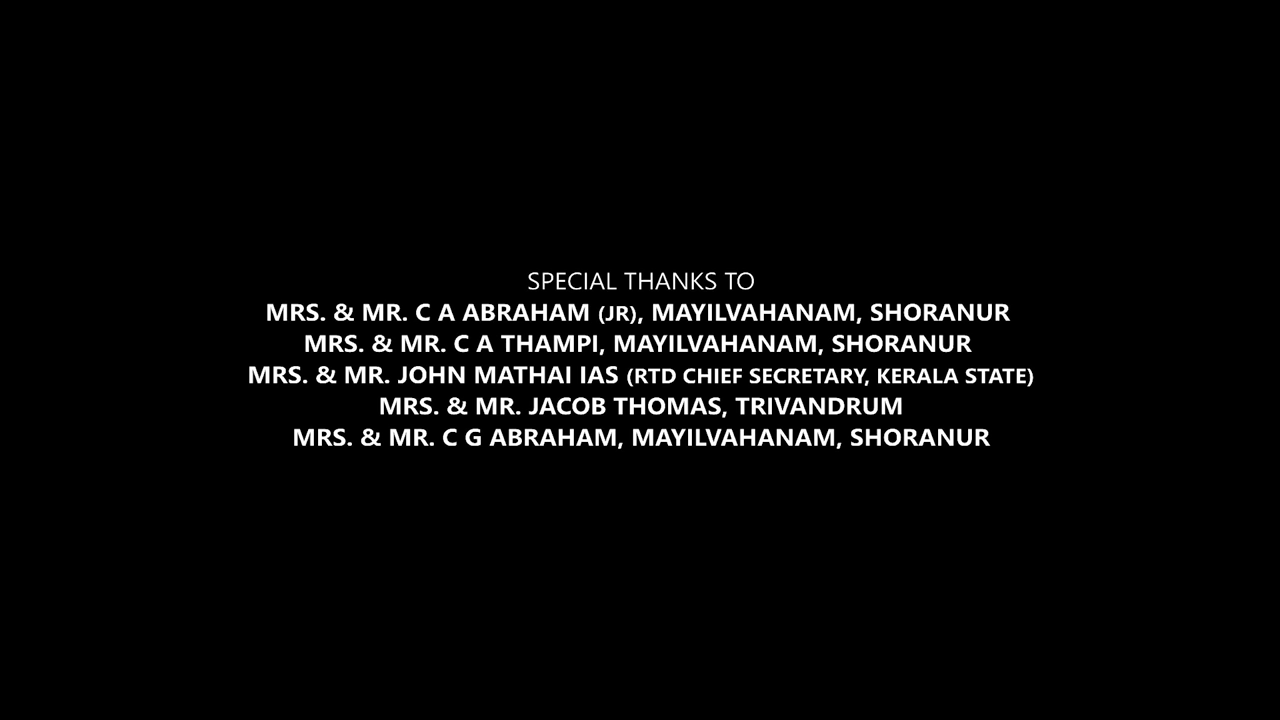 SPECIAL THANKS TO
MRS. & MR. C A ABRAHAM (JR), MAYILVAHANAM, SHORANUR
MRS. & MR. C A THAMPI, MAYILVAHANAM, SHORANUR
MRS. & MR. JOHN MATHAI IAS (RTD CHIEF SECRETARY, KERALA STATE)
MRS. & MR. JACOB THOMAS, TRIVANDRUM
MRS. & MR. C G ABRAHAM, MAYILVAHANAM, SHORANUR